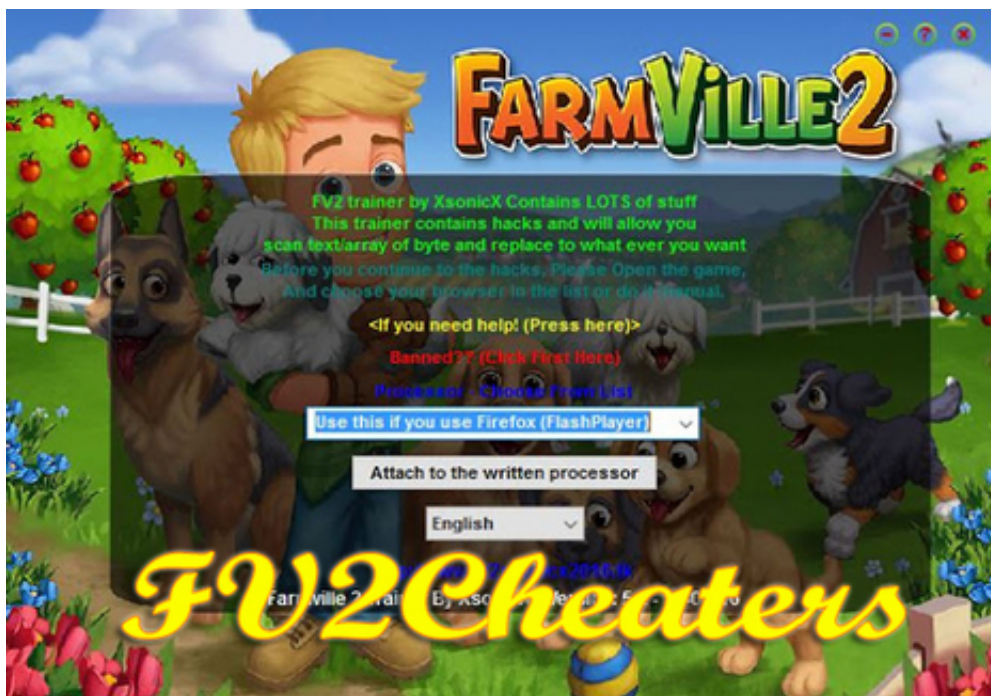 FARMVILLE2
FV2 trainer by XsonicX Contains LOTS of stuff
This trainer contains hacks and will allow you
scan text/array of byte and replace to what ever you want
Before you continue to the hacks, Please Open the game,
And choose your browser in the list or do it manual.
<If you need help! (Press here)>
Banned?? (Click First Here)
Processor - Choose From List
Use this if you use Firefox (FlashPlayer)
Attach to the written processor
English
FV2Cheaters
Farmville 2 By